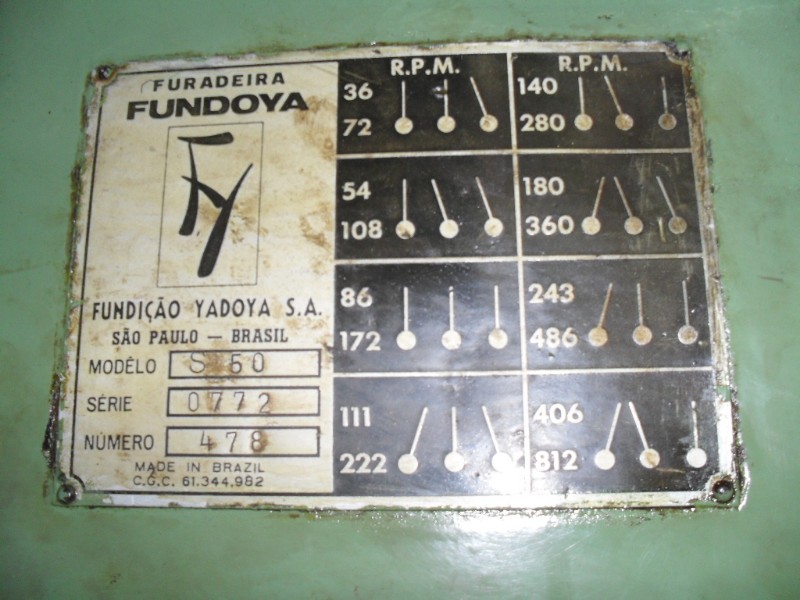 FURADEIRA
FUNDOYA
FY
FUNDIÇÃO YADOYA S.A.
SÃO PAULO — BRASIL
MODÊLO S 50
SÉRIE 0772
NÚMERO 478
MADE IN BRAZIL
C.G.C. 61.344.982
R.P.M.
36
72
54
108
86
172
111
222
R.P.M.
140
280
180
360
243
486
406
812